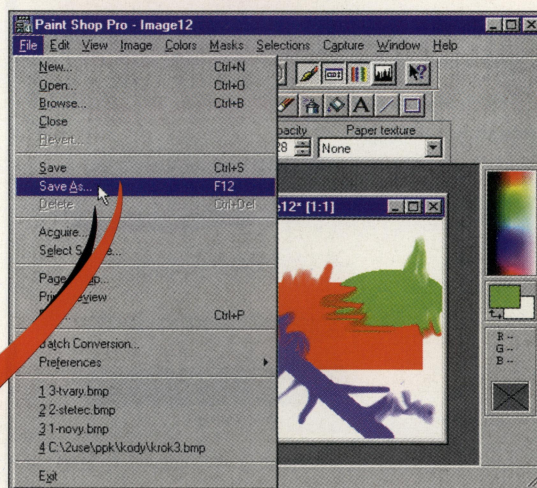 Paint Shop Pro - Image12
File Edit View Image Colors Masks Selections Capture Window Help
New... Ctrl+N
Open... Ctrl+O
Browse... Ctrl+B
Close
Revert...
Save Ctrl+S
Save As... F12
Delete Ctrl+Del
Acquire...
Select
Page
Ctrl+P
Batch Conversion...
Preferences
1 3-tvary.bmp
2 2-stetec.bmp
3 1-novy.bmp
4 C:\2use\ppk\kody\krok3.bmp
Exit
Paper texture
None
[1:1]
R --
G --
B --